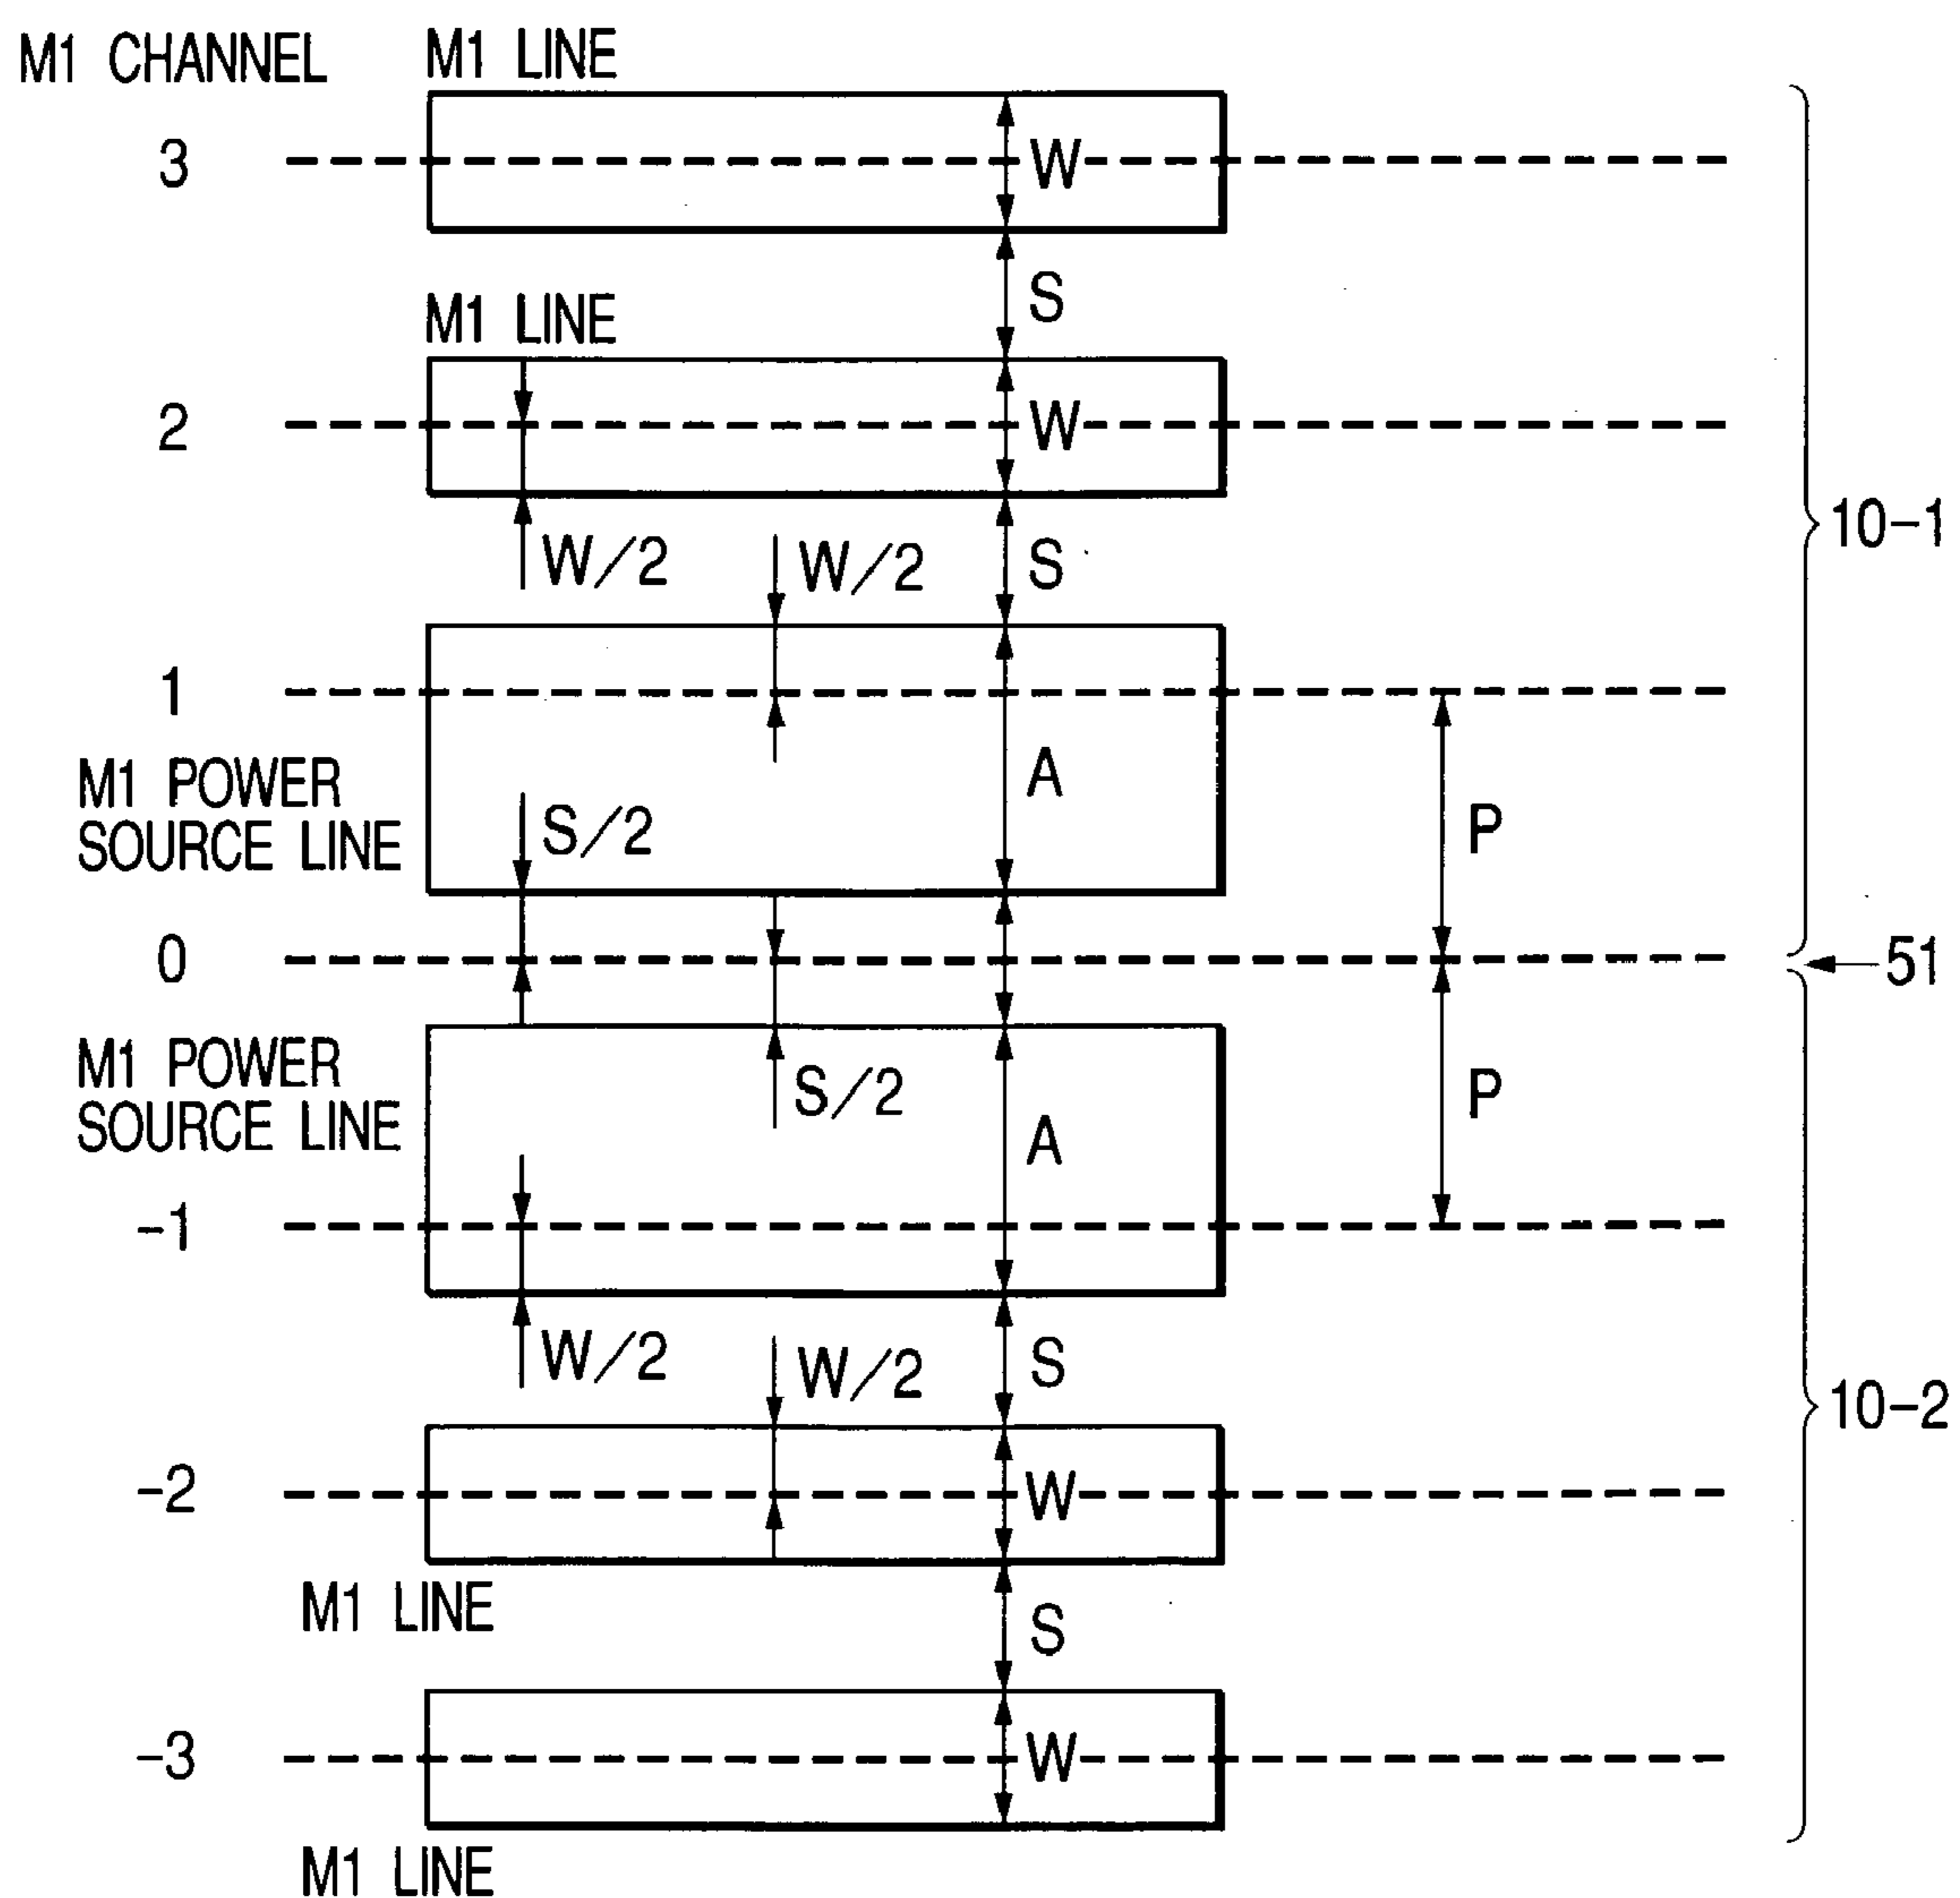 M1 CHANNEL
M1 LINE
3
W
S
M1 LINE
2
W
10-1
W/2
W/2
S
1
A
M1 POWER
SOURCE LINE
S/2
P
0
51
M1 POWER
SOURCE LINE
S/2
P
A
-1
W/2
W/2
S
10-2
-2
W
M1 LINE
S
-3
W
M1 LINE